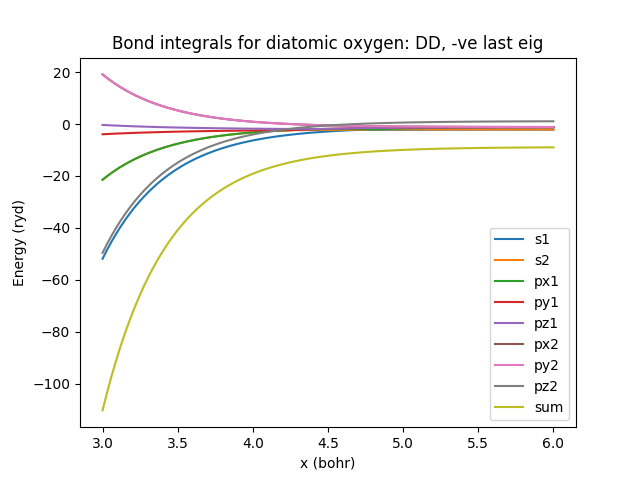 Bond integrals for diatomic oxygen: DD, -ve last eig
Energy (ryd)
20
0
−20
−40
−60
−80
−100
3.0 3.5 4.0 4.5 5.0 5.5 6.0
x (bohr)
s1
s2
px1
py1
pz1
px2
py2
pz2
sum